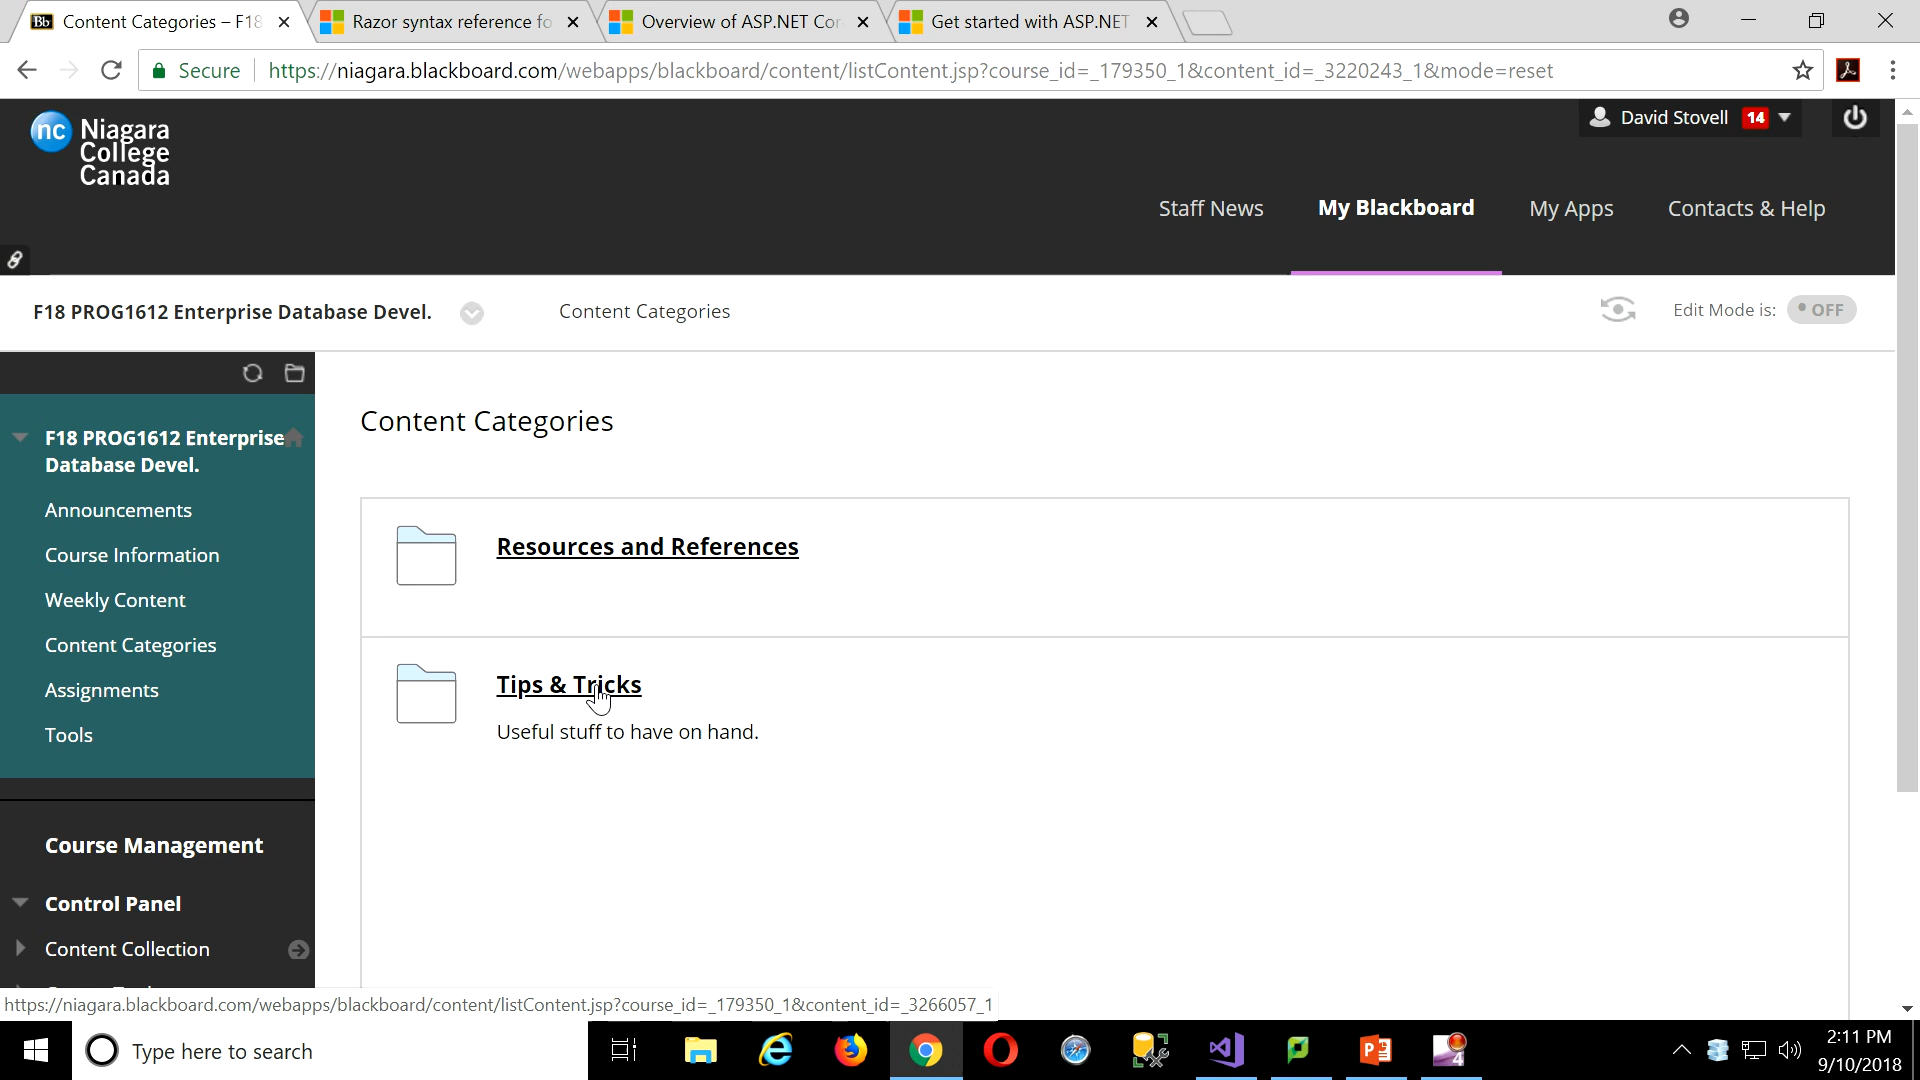 Content Categories – F18
Razor syntax reference fo
Overview of ASP.NET Cor
Get started with ASP.NET
Secure
https://niagara.blackboard.com/webapps/blackboard/content/listContent.jsp?course_id=_179350_1&content_id=_3220243_1&mode=reset
nc Niagara
College
Canada
David Stovell 14
Staff News
My Blackboard
My Apps
Contacts & Help
F18 PROG1612 Enterprise Database Devel.
Content Categories
Edit Mode is: OFF
F18 PROG1612 Enterprise
Database Devel.
Announcements
Course Information
Weekly Content
Content Categories
Assignments
Tools
Course Management
Control Panel
Content Collection
Content Categories
Resources and References
Tips & Tricks
Useful stuff to have on hand.
https://niagara.blackboard.com/webapps/blackboard/content/listContent.jsp?course_id=_179350_1&content_id=_3266057_1
Type here to search
2:11 PM
9/10/2018